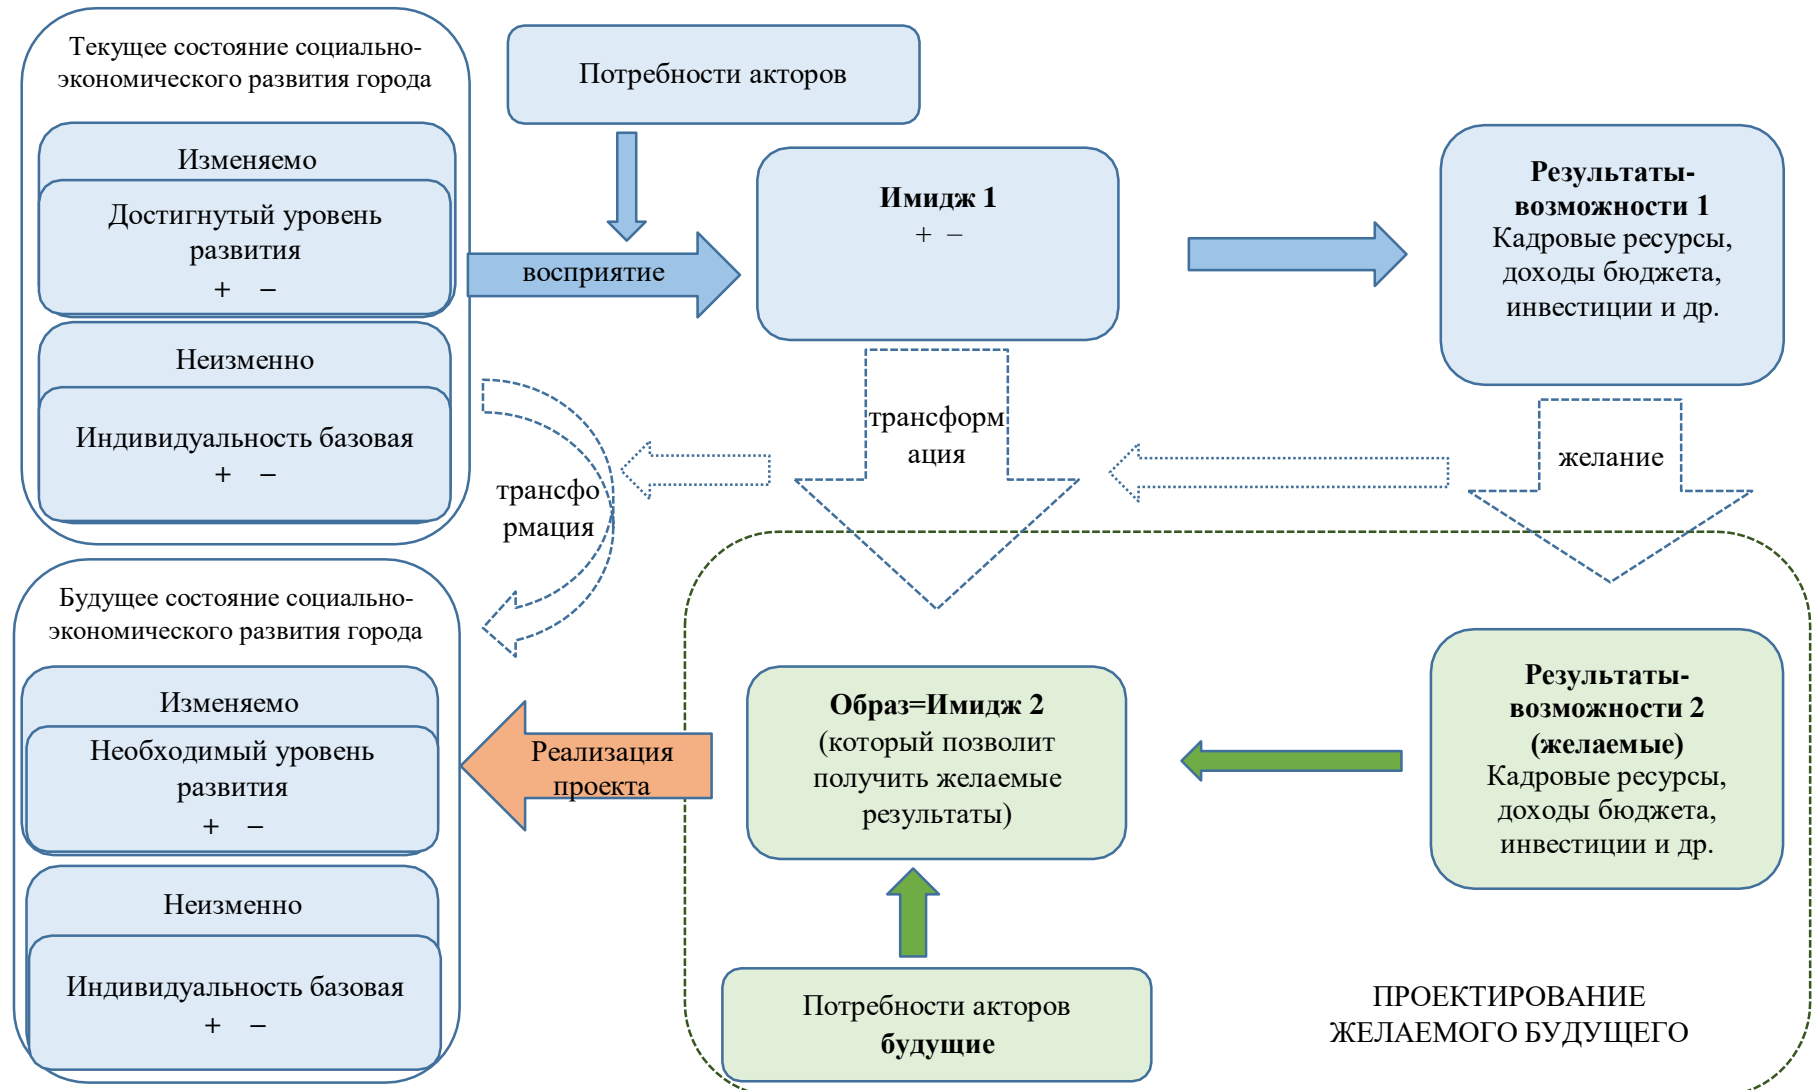 Текущее состояние социально-
экономического развития города
Изменяемо
Достигнутый уровень
развития
+ −
Неизменно
Индивидуальность базовая
+ −
Потребности акторов
восприятие
Имидж 1
+ −
Результаты-
возможности 1
Кадровые ресурсы,
доходы бюджета,
инвестиции и др.
трансформ
ация
желание
трансфо
рмация
Будущее состояние социально-
экономического развития города
Изменяемо
Необходимый уровень
развития
+ −
Неизменно
Индивидуальность базовая
+ −
Реализация
проекта
Образ=Имидж 2
(который позволит
получить желаемые
результаты)
Результаты-
возможности 2
(желаемые)
Кадровые ресурсы,
доходы бюджета,
инвестиции и др.
Потребности акторов
будущие
ПРОЕКТИРОВАНИЕ
ЖЕЛАЕМОГО БУДУЩЕГО